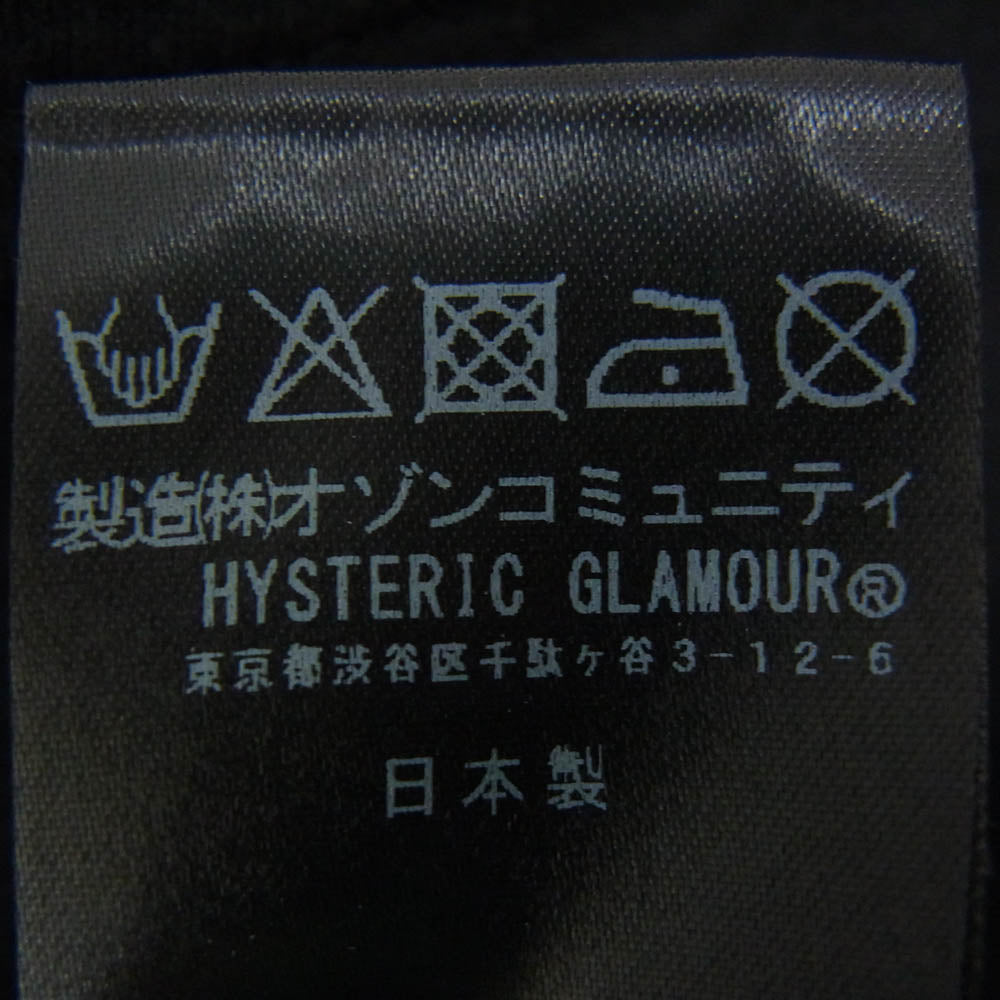 製造(株)オゾンコミュニティ
HYSTERIC GLAMOUR®
東京都渋谷区千駄ヶ谷3-12-6
日本製